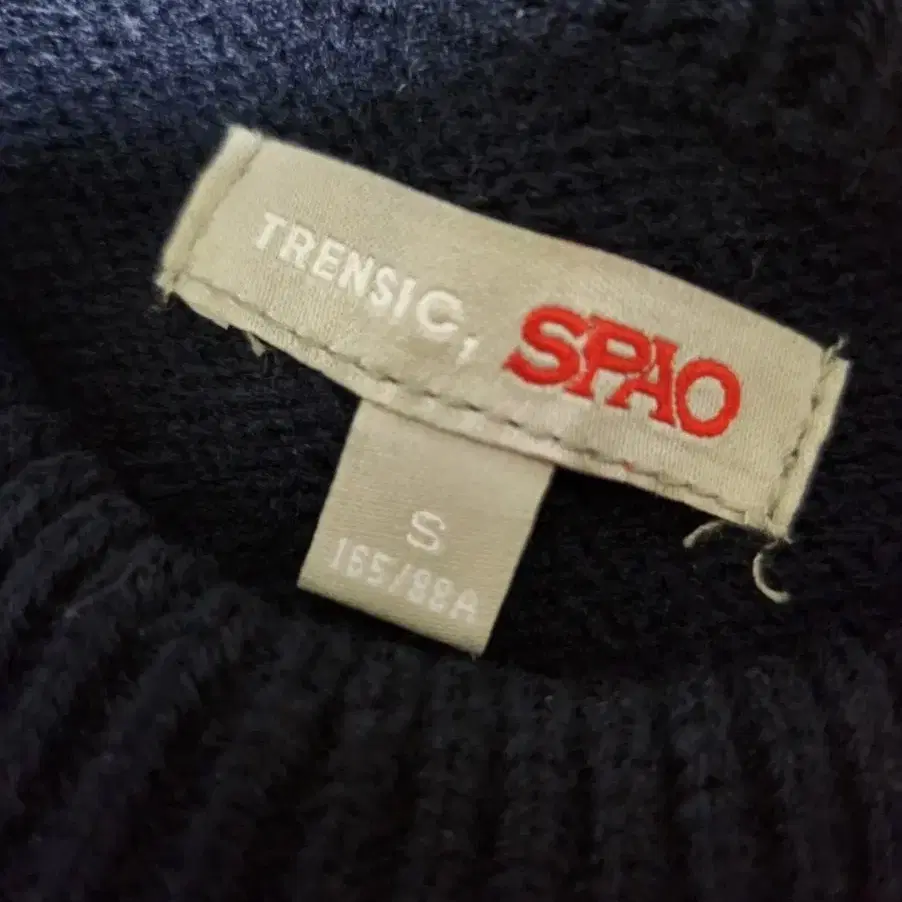 TRENSIC, SPAO
S
165/88A